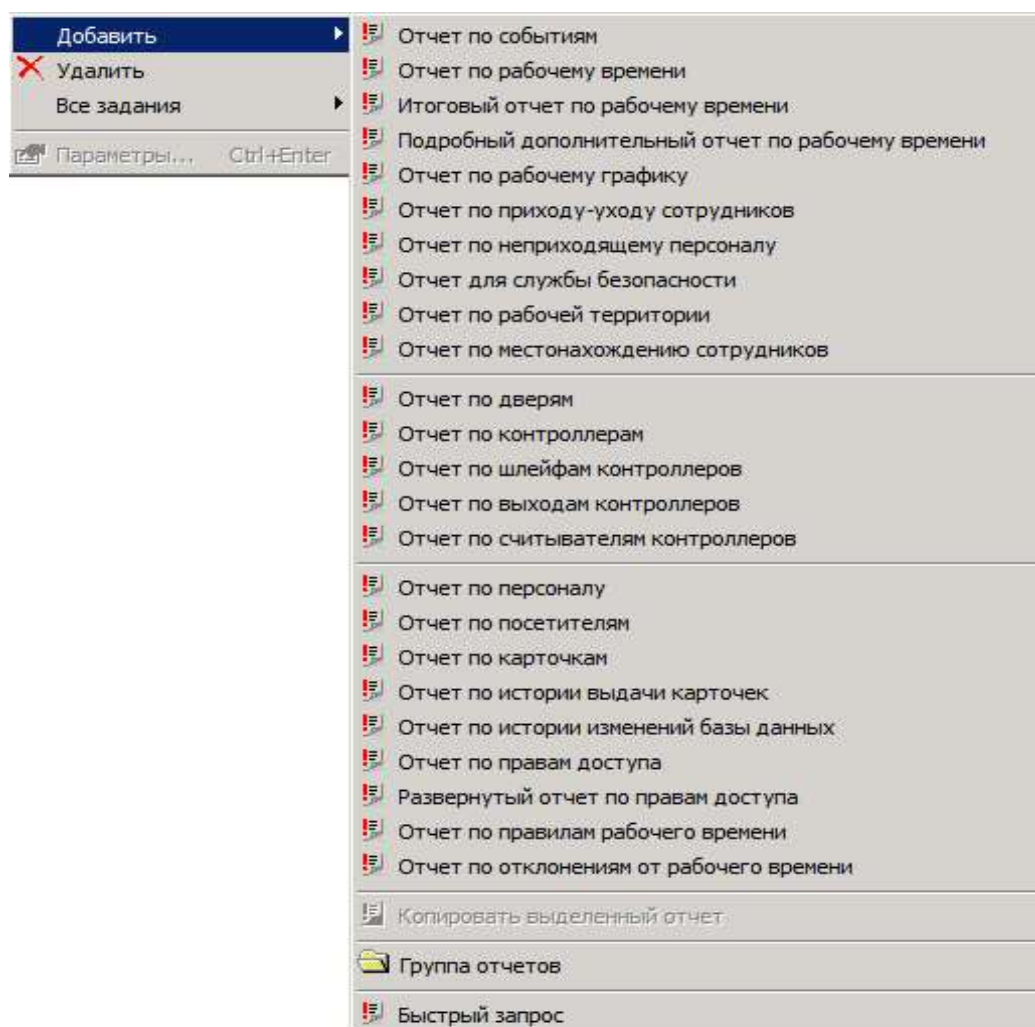 Добавить
Удалить
Все задания
Параметры... Ctrl+Enter
Отчет по событиям
Отчет по рабочему времени
Итоговый отчет по рабочему времени
Подробный дополнительный отчет по рабочему времени
Отчет по рабочему графику
Отчет по приходу-уходу сотрудников
Отчет по неприходящему персоналу
Отчет для службы безопасности
Отчет по рабочей территории
Отчет по местонахождению сотрудников
Отчет по дверям
Отчет по контроллерам
Отчет по шлейфам контроллеров
Отчет по выходам контроллеров
Отчет по считывателям контроллеров
Отчет по персоналу
Отчет по посетителям
Отчет по карточкам
Отчет по истории выдачи карточек
Отчет по истории изменений базы данных
Отчет по правам доступа
Развернутый отчет по правам доступа
Отчет по правилам рабочего времени
Отчет по отклонениям от рабочего времени
Копировать выделенный отчет
Группа отчетов
Быстрый запрос